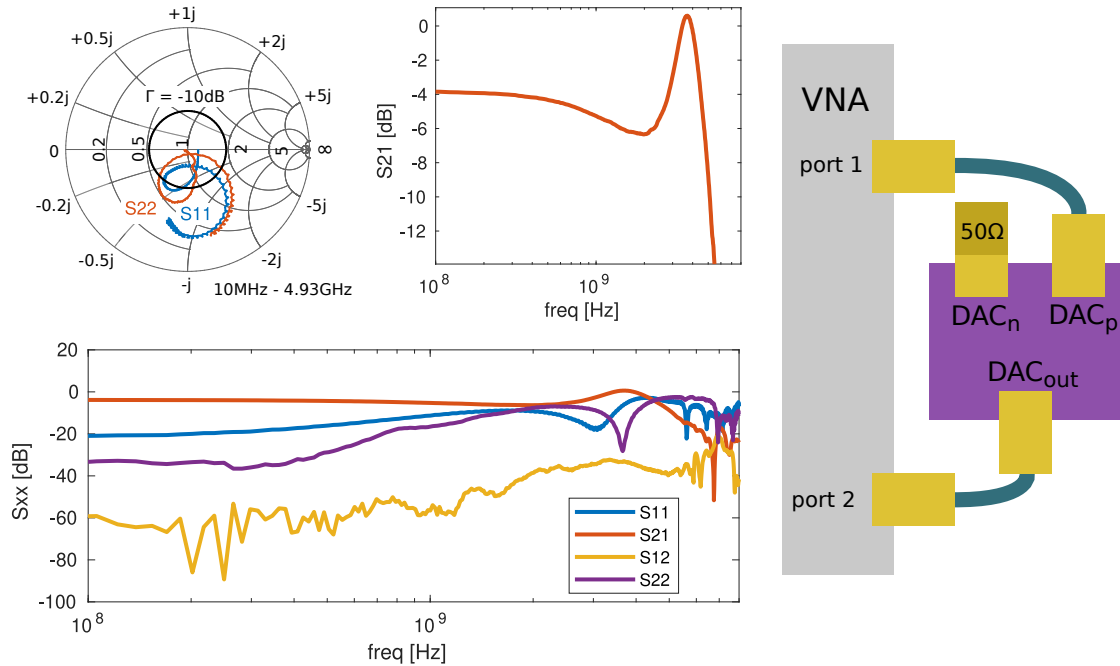 +1j
+0.5j
+2j
+0.2j
+5j
Γ = -10dB
0
0.2
0.5
1
2
5
∞
-0.2j
-5j
S22
S11
-0.5j
-2j
-j
10MHz - 4.93GHz
S21 [dB]
0
-2
-4
-6
-8
-10
-12
10^8
10^9
freq [Hz]
VNA
port 1
50Ω
DAC_n
DAC_p
DAC_out
port 2
Sxx [dB]
20
0
-20
-40
-60
-80
-100
10^8
10^9
freq [Hz]
S11
S21
S12
S22